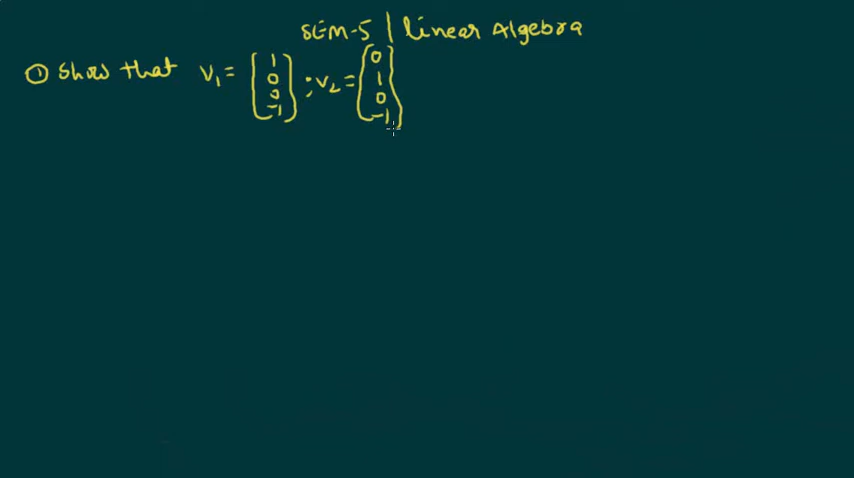 SEM-5 | Linear Algebra
① Show that V₁ = [1 0 0 -1] ; V₂ = [0 1 0 -1]